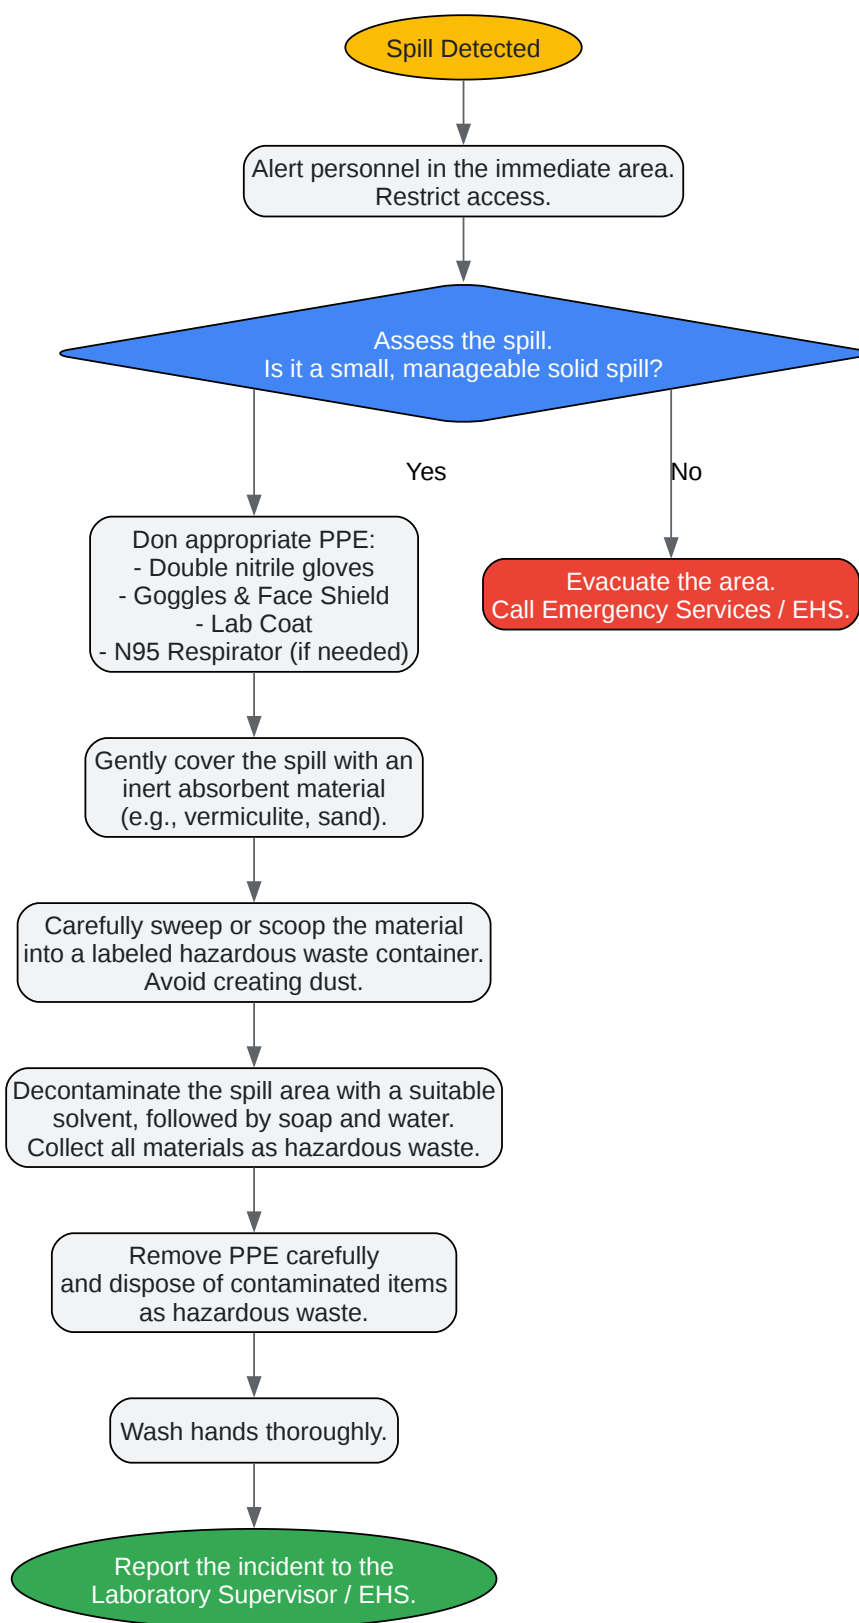 Spill Detected
Alert personnel in the immediate area.
Restrict access.
Assess the spill.
Is it a small, manageable solid spill?
Yes
No
Don appropriate PPE:
- Double nitrile gloves
- Goggles & Face Shield
- Lab Coat
- N95 Respirator (if needed)
Evacuate the area.
Call Emergency Services / EHS.
Gently cover the spill with an
inert absorbent material
(e.g., vermiculite, sand).
Carefully sweep or scoop the material
into a labeled hazardous waste container.
Avoid creating dust.
Decontaminate the spill area with a suitable
solvent, followed by soap and water.
Collect all materials as hazardous waste.
Remove PPE carefully
and dispose of contaminated items
as hazardous waste.
Wash hands thoroughly.
Report the incident to the
Laboratory Supervisor / EHS.